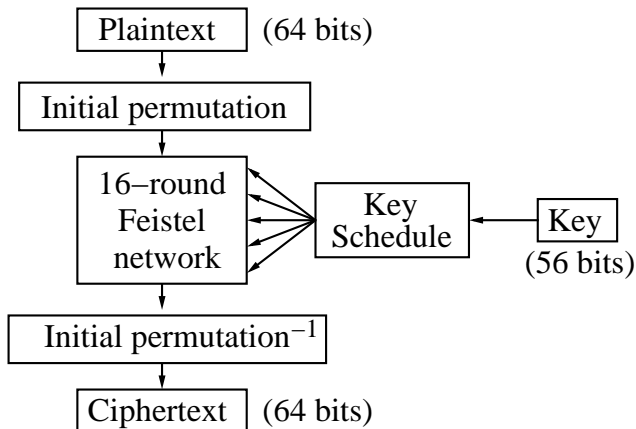 Plaintext (64 bits)
Initial permutation
16−round
Feistel
network
Key
Schedule
Key
(56 bits)
Initial permutation⁻¹
Ciphertext (64 bits)